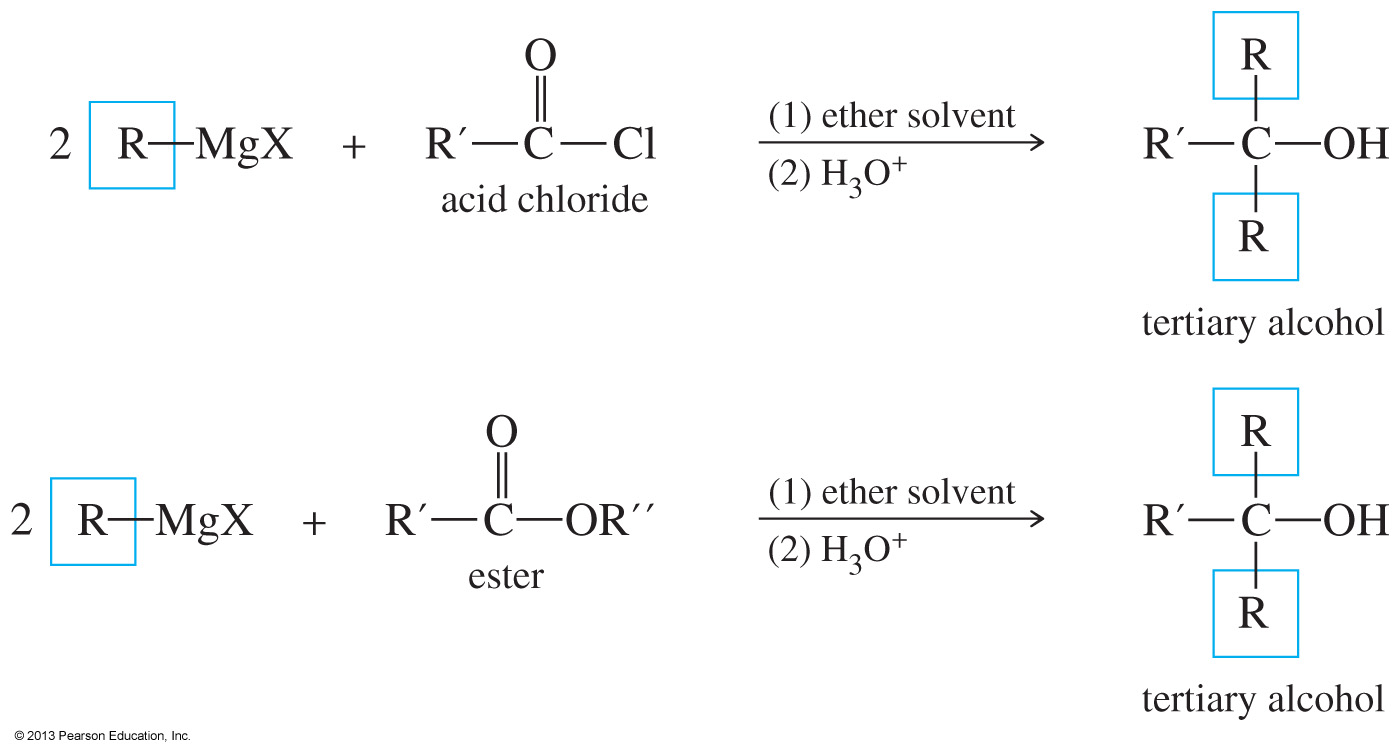 O
R
2 R—MgX + R´—C—Cl (1) ether solvent R´—C—OH
(2) H₃O⁺
acid chloride
R
tertiary alcohol
O
R
2 R—MgX + R´—C—OR´´ (1) ether solvent R´—C—OH
(2) H₃O⁺
ester
R
tertiary alcohol
© 2013 Pearson Education, Inc.